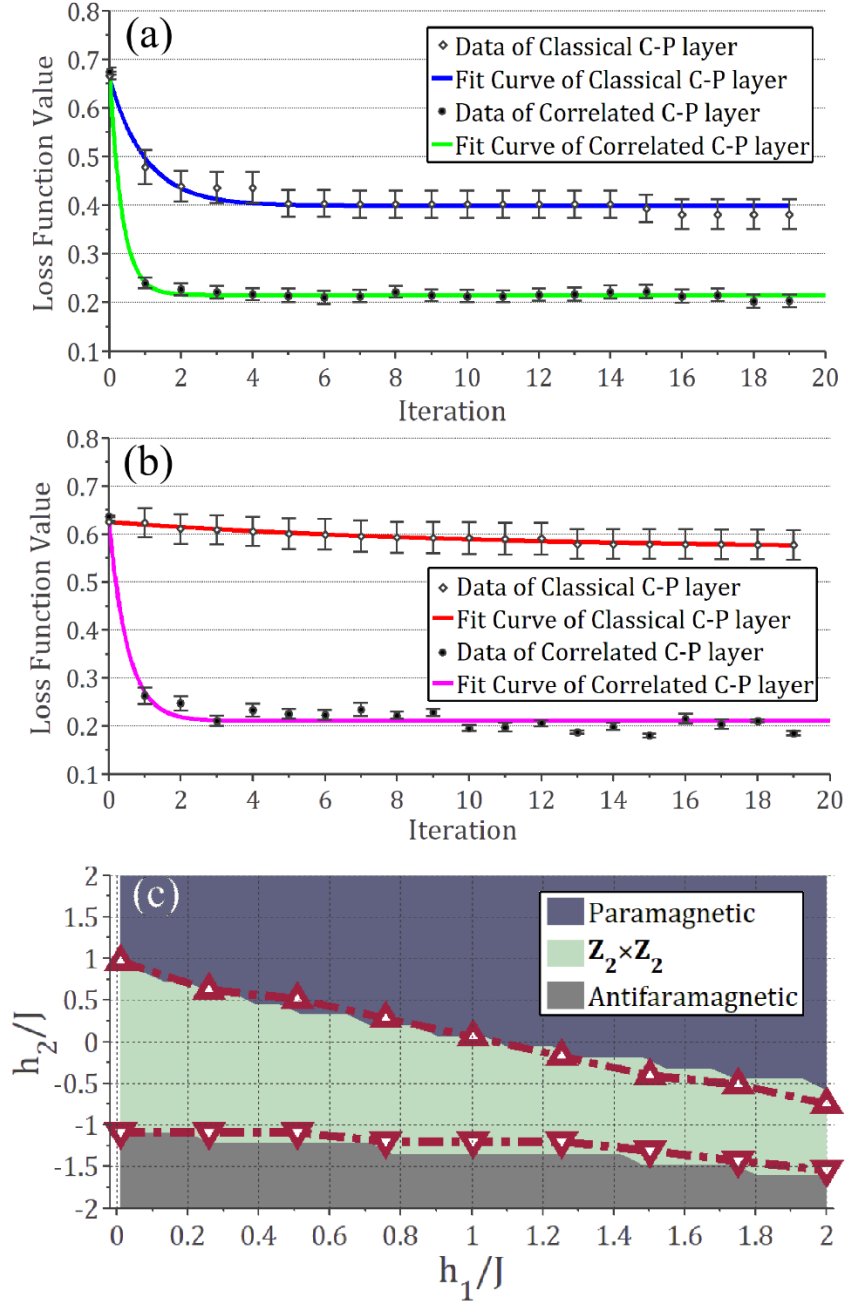 (a)
Data of Classical C-P layer
Fit Curve of Classical C-P layer
Data of Correlated C-P layer
Fit Curve of Correlated C-P layer
Loss Function Value
0.8
0.7
0.6
0.5
0.4
0.3
0.2
0.1
0 2 4 6 8 10 12 14 16 18 20
Iteration
(b)
Data of Classical C-P layer
Fit Curve of Classical C-P layer
Data of Correlated C-P layer
Fit Curve of Correlated C-P layer
Loss Function Value
0.8
0.7
0.6
0.5
0.4
0.3
0.2
0.1
0 2 4 6 8 10 12 14 16 18 20
Iteration
(c)
Paramagnetic
Z₂×Z₂
Antifaramagnetic
h₂/J
2
1.5
1
0.5
0
-0.5
-1
-1.5
-2
0 0.2 0.4 0.6 0.8 1 1.2 1.4 1.6 1.8 2
h₁/J